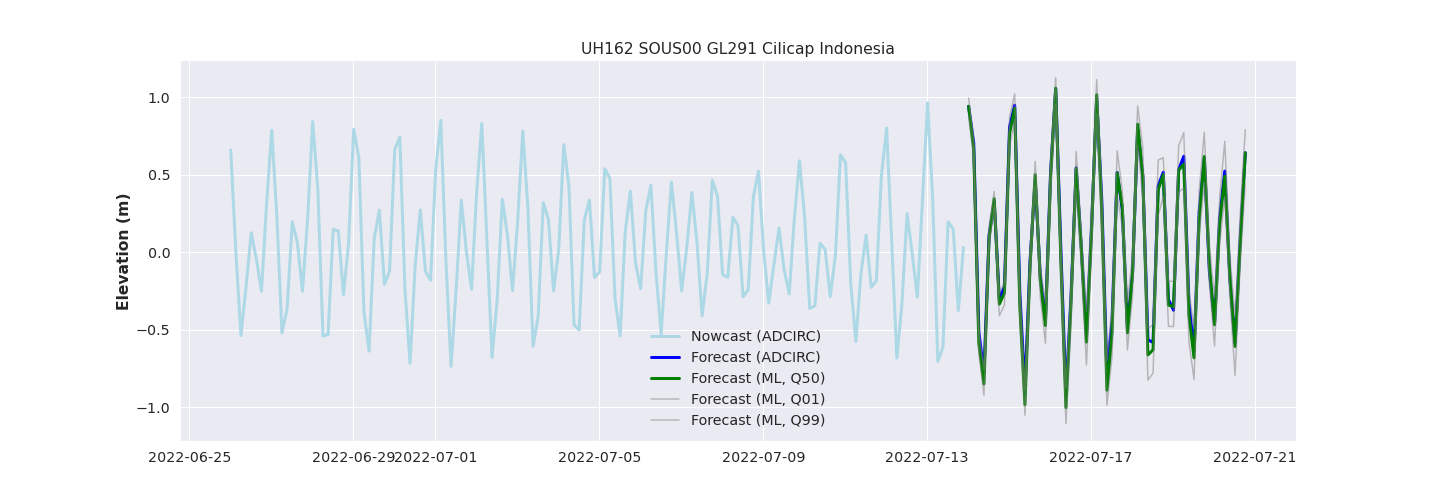 UH162 SOUS00 GL291 Cilicap Indonesia
Elevation (m)
1.0
0.5
0.0
−0.5
−1.0
Nowcast (ADCIRC)
Forecast (ADCIRC)
Forecast (ML, Q50)
Forecast (ML, Q01)
Forecast (ML, Q99)
2022-06-25 2022-06-29 2022-07-01 2022-07-05 2022-07-09 2022-07-13 2022-07-17 2022-07-21